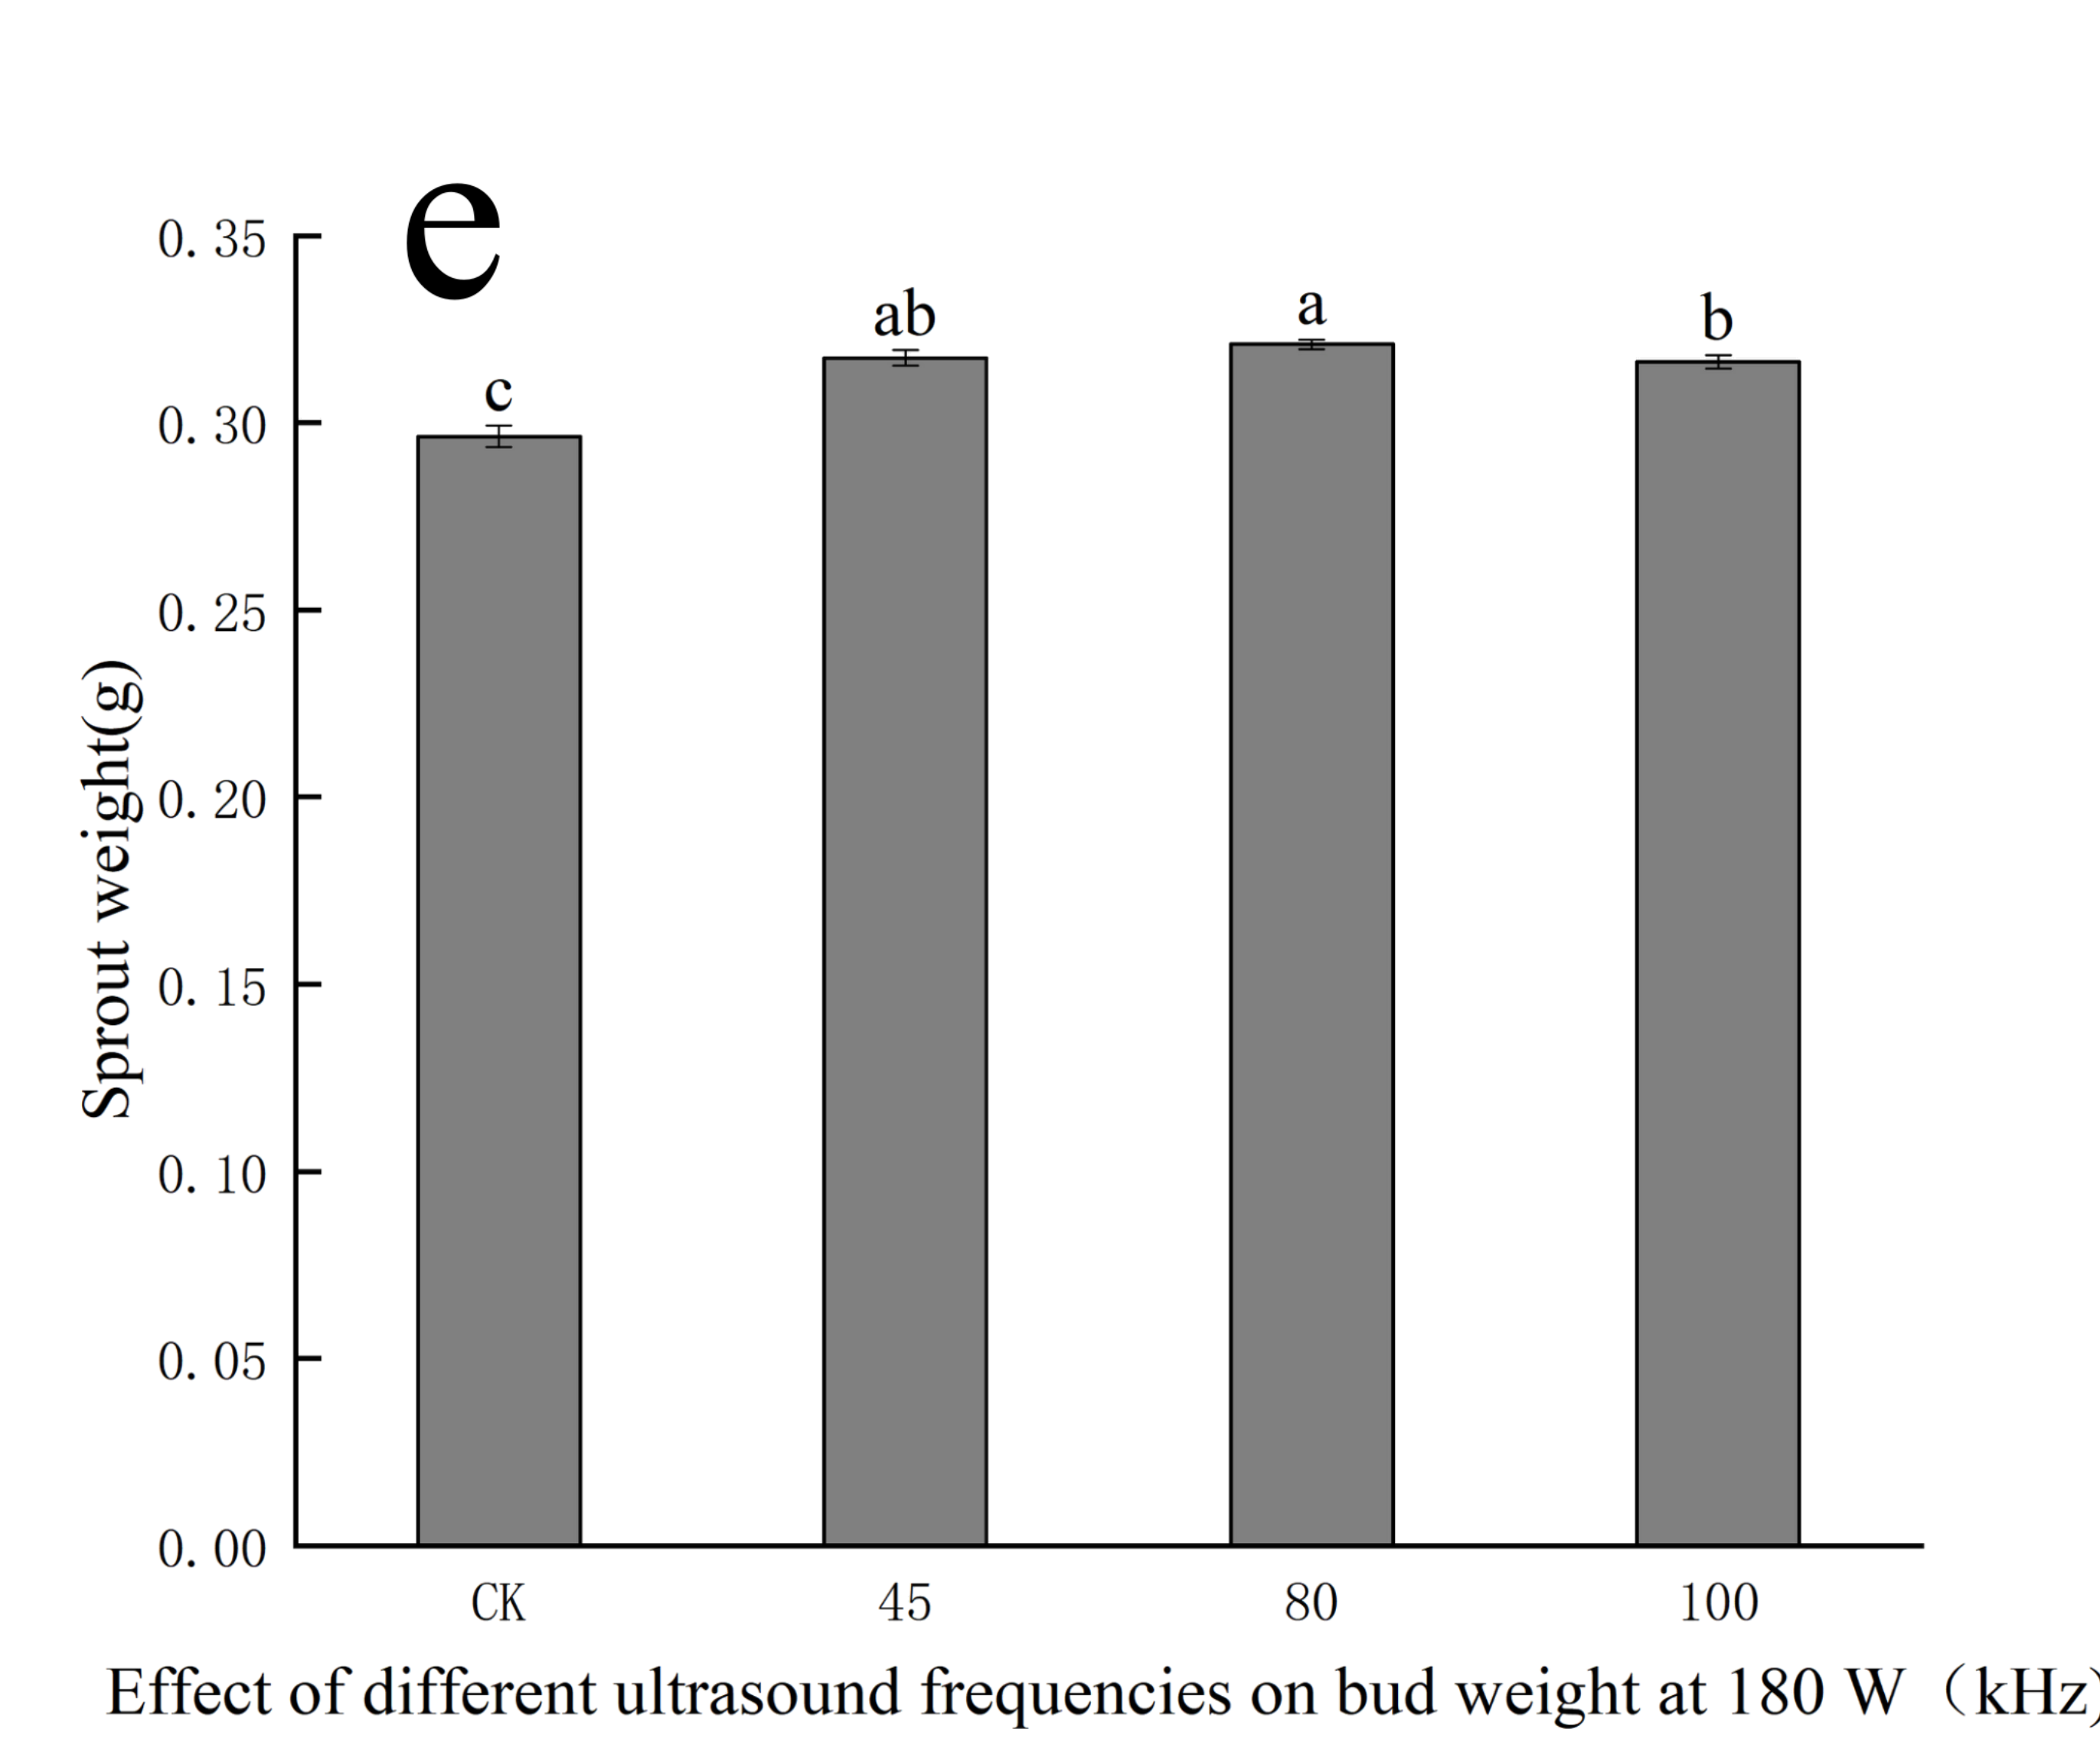 e
0.35
0.30
0.25
0.20
0.15
0.10
0.05
0.00
Sprout weight(g)
c
ab
a
b
CK 45 80 100
Effect of different ultrasound frequencies on bud weight at 180 W（kHz)